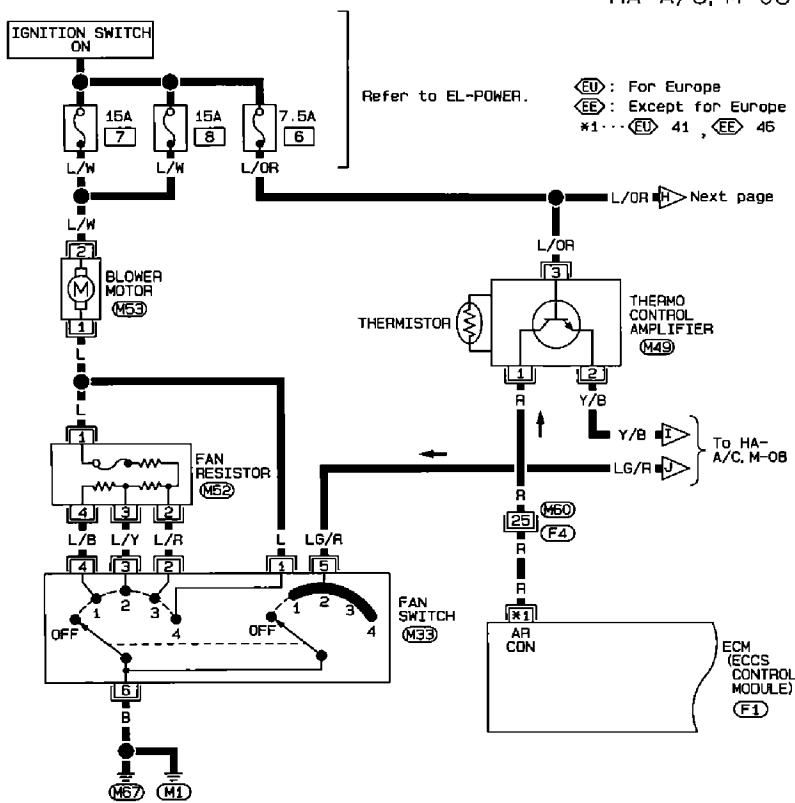 IGNITION SWITCH
ON
Refer to EL-POWER.
EU : For Europe
EE : Except for Europe
*1··· EU 41 , EE 46
15A
7
15A
8
7.5A
6
L/W
L/W
L/OR
L/OR
H
Next page
L/W
L/OR
2
BLOWER
MOTOR
M53
M
1
3
THERMISTOR
THERMO
CONTROL
AMPLIFIER
M49
L
1
2
L
R
Y/B
Y/B
I
To HA-
A/C, M-08
LG/R
J
1
FAN
RESISTOR
M52
4
3
2
R
25
M60
F4
R
L/B
L/Y
L/R
L
LG/R
4
3
2
1
5
R
1
2
3
4
OFF
1
2
3
4
OFF
FAN
SWITCH
M33
*1
AR
CON
ECM
(ECCS
CONTROL
MODULE)
F1
6
B
M67
M1